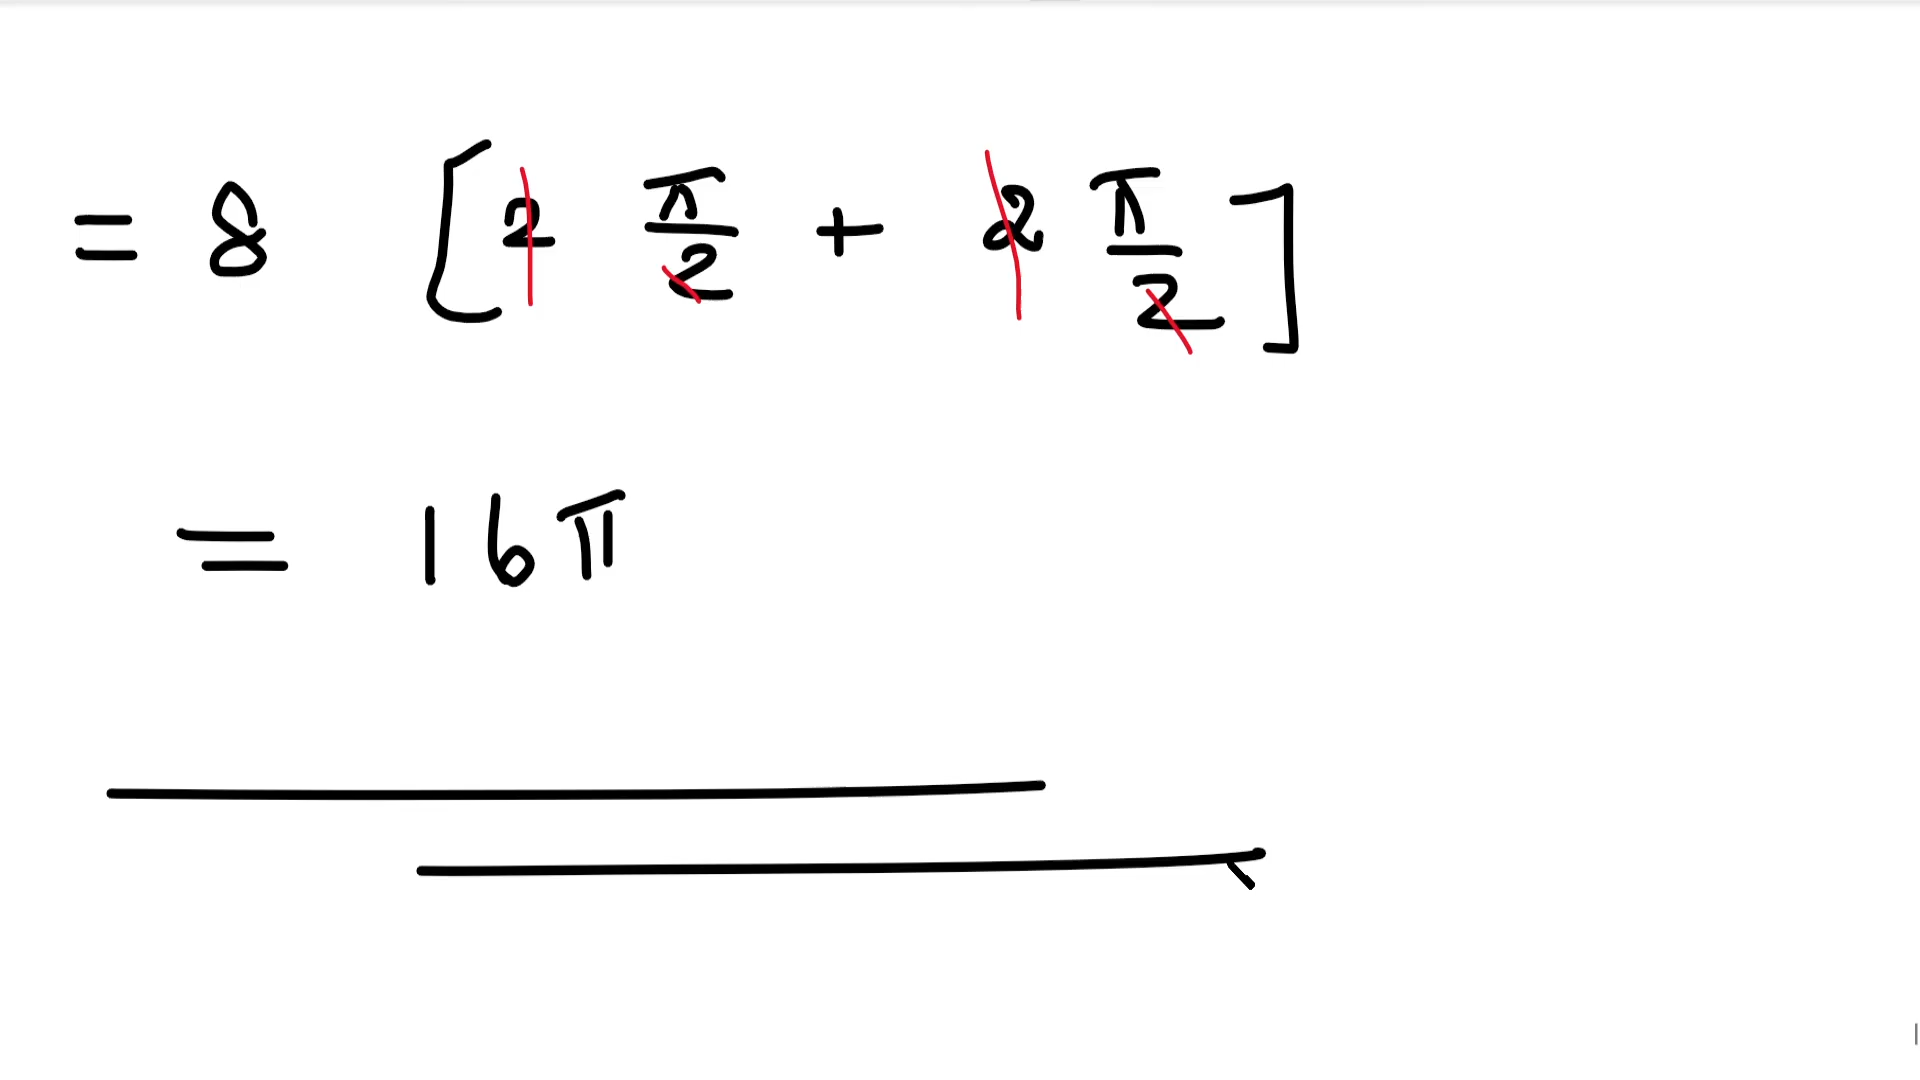 = 8 [ 2 π/2 + 2 π/2 ]
= 16π